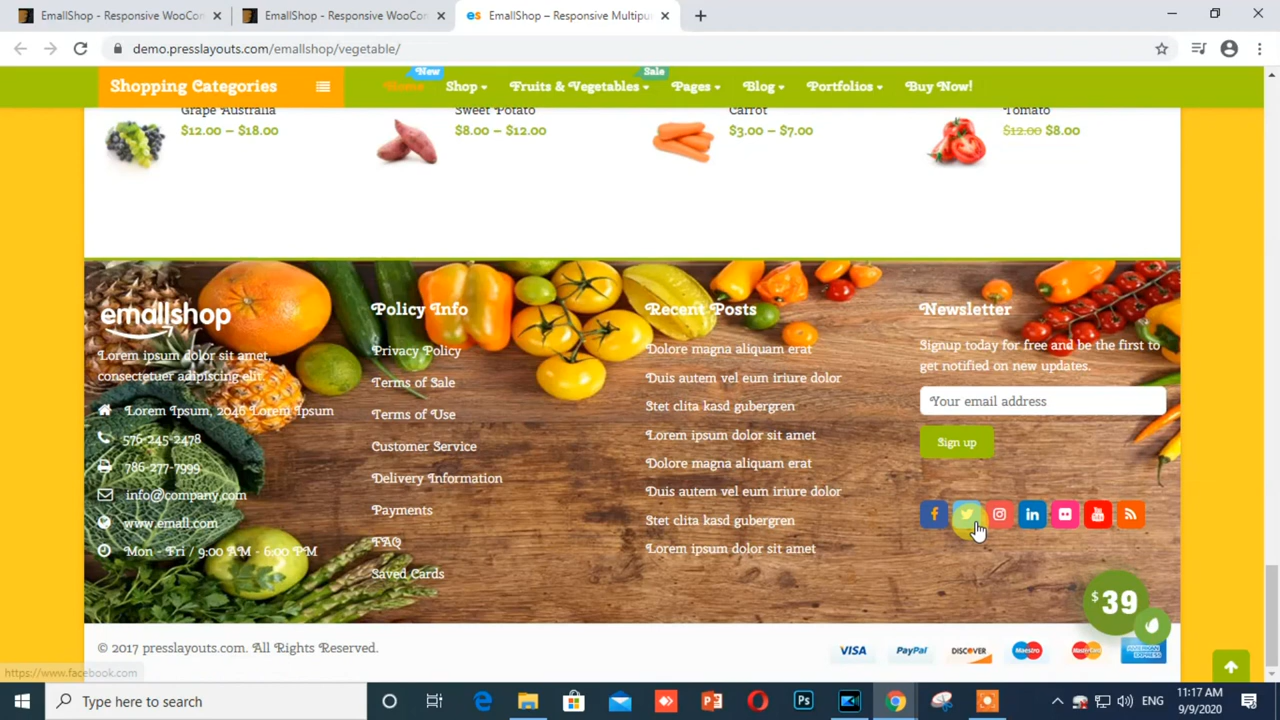 EmallShop - Responsive WooCon
EmallShop - Responsive WooCon
es
EmallShop – Responsive Multipu
demo.presslayouts.com/emallshop/vegetable/
Shopping Categories
New
Home
Shop
Sale
Fruits & Vegetables
Pages
Blog
Portfolios
Buy Now!
Grape Australia
$12.00 – $18.00
Sweet Potato
$8.00 – $12.00
Carrot
$3.00 – $7.00
Tomato
$12.00 $8.00
emallshop
Lorem ipsum dolor sit amet,
consectetuer adipiscing elit.
Lorem Ipsum, 2046 Lorem Ipsum
576-245-2478
786-277-7999
info@company.com
www.emall.com
Mon - Fri / 9:00 AM - 6:00 PM
Policy Info
Privacy Policy
Terms of Sale
Terms of Use
Customer Service
Delivery Information
Payments
FAQ
Saved Cards
Recent Posts
Dolore magna aliquam erat
Duis autem vel eum iriure dolor
Stet clita kasd gubergren
Lorem ipsum dolor sit amet
Dolore magna aliquam erat
Duis autem vel eum iriure dolor
Stet clita kasd gubergren
Lorem ipsum dolor sit amet
Newsletter
Signup today for free and be the first to
get notified on new updates.
Your email address
Sign up
$39
© 2017 presslayouts.com. All Rights Reserved.
VISA
PayPal
DISCOVER
Maestro
MasterCard
AMERICAN EXPRESS
https://www.facebook.com
Type here to search
Ps
ENG
11:17 AM
9/9/2020